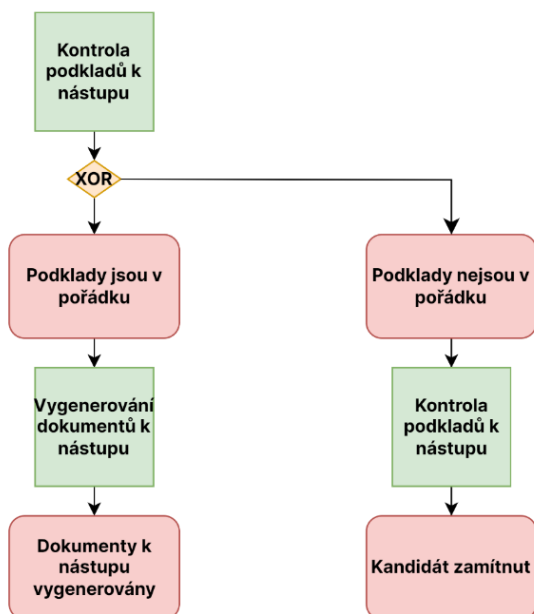 Kontrola
podkladů k
nástupu
XOR
Podklady jsou v
pořádku
Podklady nejsou v
pořádku
Vygenerování
dokumentů k
nástupu
Kontrola
podkladů k
nástupu
Dokumenty k
nástupu
vygenerovány
Kandidát zamítnut